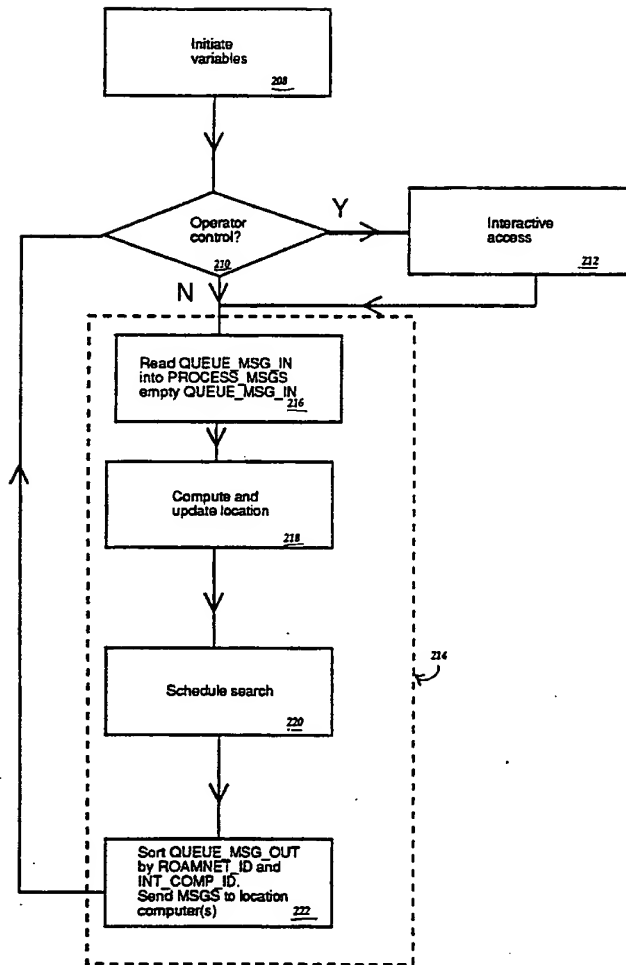 Initiate
variables
208
Operator
control?
210
Y
N
Interactive
access
212
Read QUEUE_MSG_IN
into PROCESS_MSGS
empty QUEUE_MSG_IN
216
Compute and
update location
218
Schedule search
220
214
Sort QUEUE_MSG_OUT
by ROAMNET_ID and
INT_COMP_ID.
Send MSGS to location
computer(s)
222